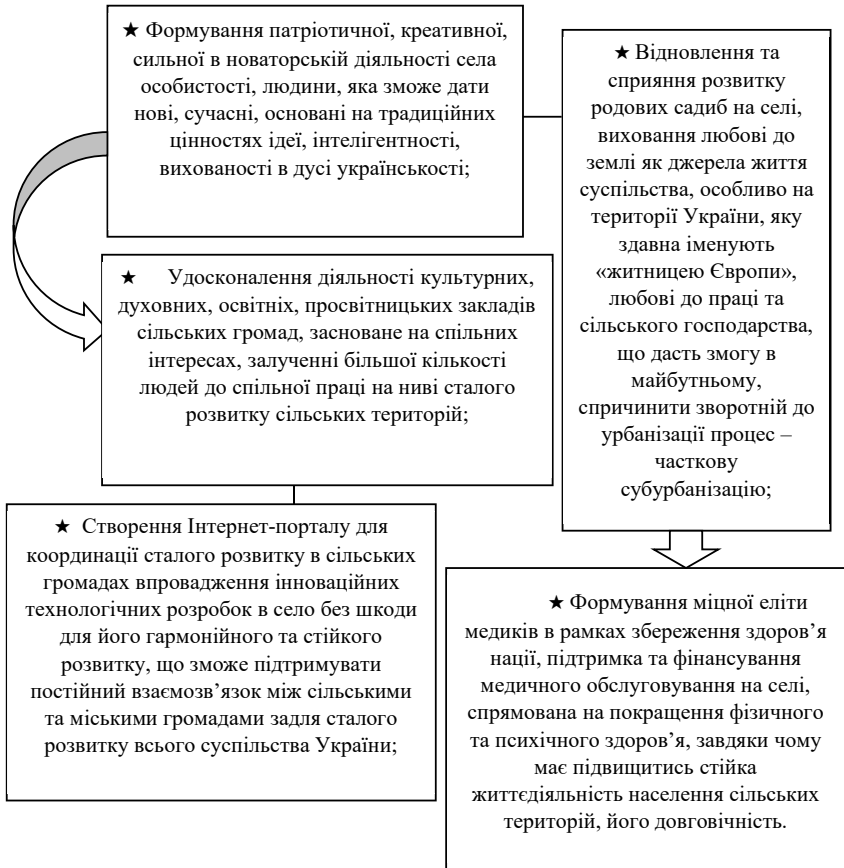 ★ Формування патріотичної, креативної,
сильної в новаторській діяльності села
особистості, людини, яка зможе дати
нові, сучасні, основані на традиційних
цінностях ідеї, інтелігентності,
вихованості в дусі українськості;
★ Відновлення та
сприяння розвитку
родових садиб на селі,
виховання любові до
землі як джерела життя
суспільства, особливо на
території України, яку
здавна іменують
«житницею Європи»,
любові до праці та
сільського господарства,
що дасть змогу в
майбутньому,
спричинити зворотній до
урбанізації процес –
часткову
субурбанізацію;
★ Удосконалення діяльності культурних,
духовних, освітніх, просвітницьких закладів
сільських громад, засноване на спільних
інтересах, залученні більшої кількості
людей до спільної праці на ниві сталого
розвитку сільських територій;
★ Створення Інтернет-порталу для
координації сталого розвитку в сільських
громадах впровадження інноваційних
технологічних розробок в село без шкоди
для його гармонійного та стійкого
розвитку, що зможе підтримувати
постійний взаємозв’язок між сільськими
та міськими громадами задля сталого
розвитку всього суспільства України;
★ Формування міцної еліти
медиків в рамках збереження здоров’я
нації, підтримка та фінансування
медичного обслуговування на селі,
спрямована на покращення фізичного
та психічного здоров’я, завдяки чому
має підвищитись стійка
життєдіяльність населення сільських
територій, його довговічність.